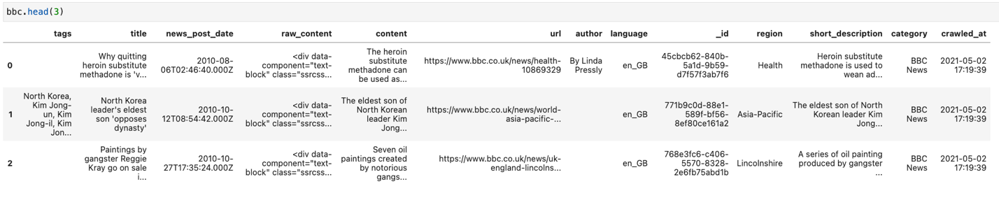 bbc.head(3)
tags title news_post_date raw_content content url author language _id region short_description category crawled_at
0
Why quitting
heroin substitute
methadone is 'v...
2010-08-
06T02:46:40.000Z
<div data-
component="text-
block" class="ssrcss...
The heroin
substitute
methadone can
be used as...
https://www.bbc.co.uk/news/health-
10869329
By Linda
Pressly
en_GB
45cbcb62-840b-
5a1d-9b59-
d7f57f3ab7f6
Health
Heroin substitute
methadone is used to
wean ad...
BBC
News
2021-05-02
17:19:39
1
North Korea,
Kim Jong-
un, Kim
Jong-il, Kim
Jon...
North Korea
leader's eldest
son 'opposes
dynasty'
2010-10-
12T08:54:42.000Z
<div data-
component="text-
block" class="ssrcss...
The eldest son of
North Korean
leader Kim
Jong...
https://www.bbc.co.uk/news/world-
asia-pacific-...
en_GB
771b9c0d-88e1-
589f-bf56-
8ef80ce161a2
Asia-Pacific
The eldest son of North
Korean leader Kim
Jong...
BBC
News
2021-05-02
17:19:39
2
Paintings by
gangster Reggie
Kray go on sale
i...
2010-10-
27T17:35:24.000Z
<div data-
component="text-
block" class="ssrcss...
Seven oil
paintings created
by notorious
gangs...
https://www.bbc.co.uk/news/uk-
england-lincolns...
en_GB
768e3fc6-c406-
5570-8328-
2e6fb75abd1b
Lincolnshire
A series of oil painting
produced by gangster
...
BBC
News
2021-05-02
17:19:39